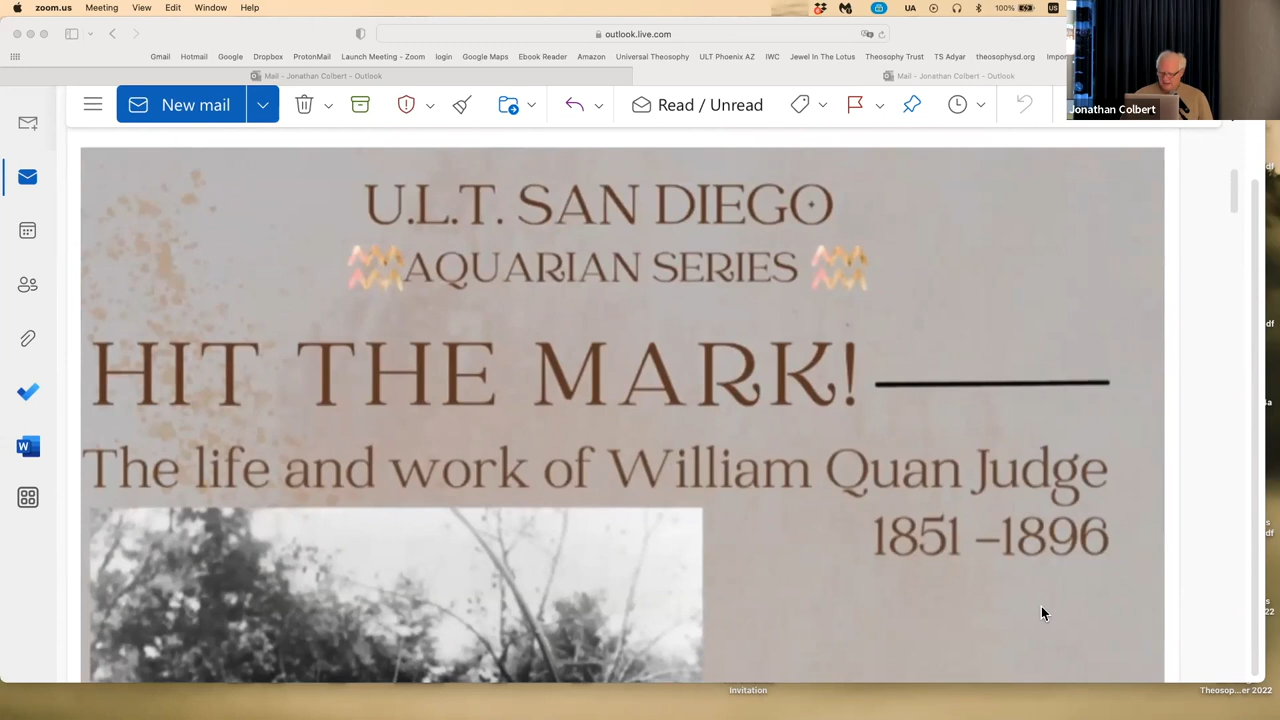 zoom.us Meeting View Edit Window Help UA 100% US
outlook.live.com
Gmail Hotmail Google Dropbox ProtonMail Launch Meeting - Zoom login Google Maps Ebook Reader Amazon Universal Theosophy ULT Phoenix AZ IWC Jewel In The Lotus Theosophy Trust TS Adyar theosophysd.org
Mail - Jonathan Colbert - Outlook Mail - Jonathan Colbert - Outlook
New mail Read / Unread
Jonathan Colbert
U.L.T. SAN DIEGO
AQUARIAN SERIES
HIT THE MARK!
The life and work of William Quan Judge
1851 –1896
Invitation Theosop...er 2022